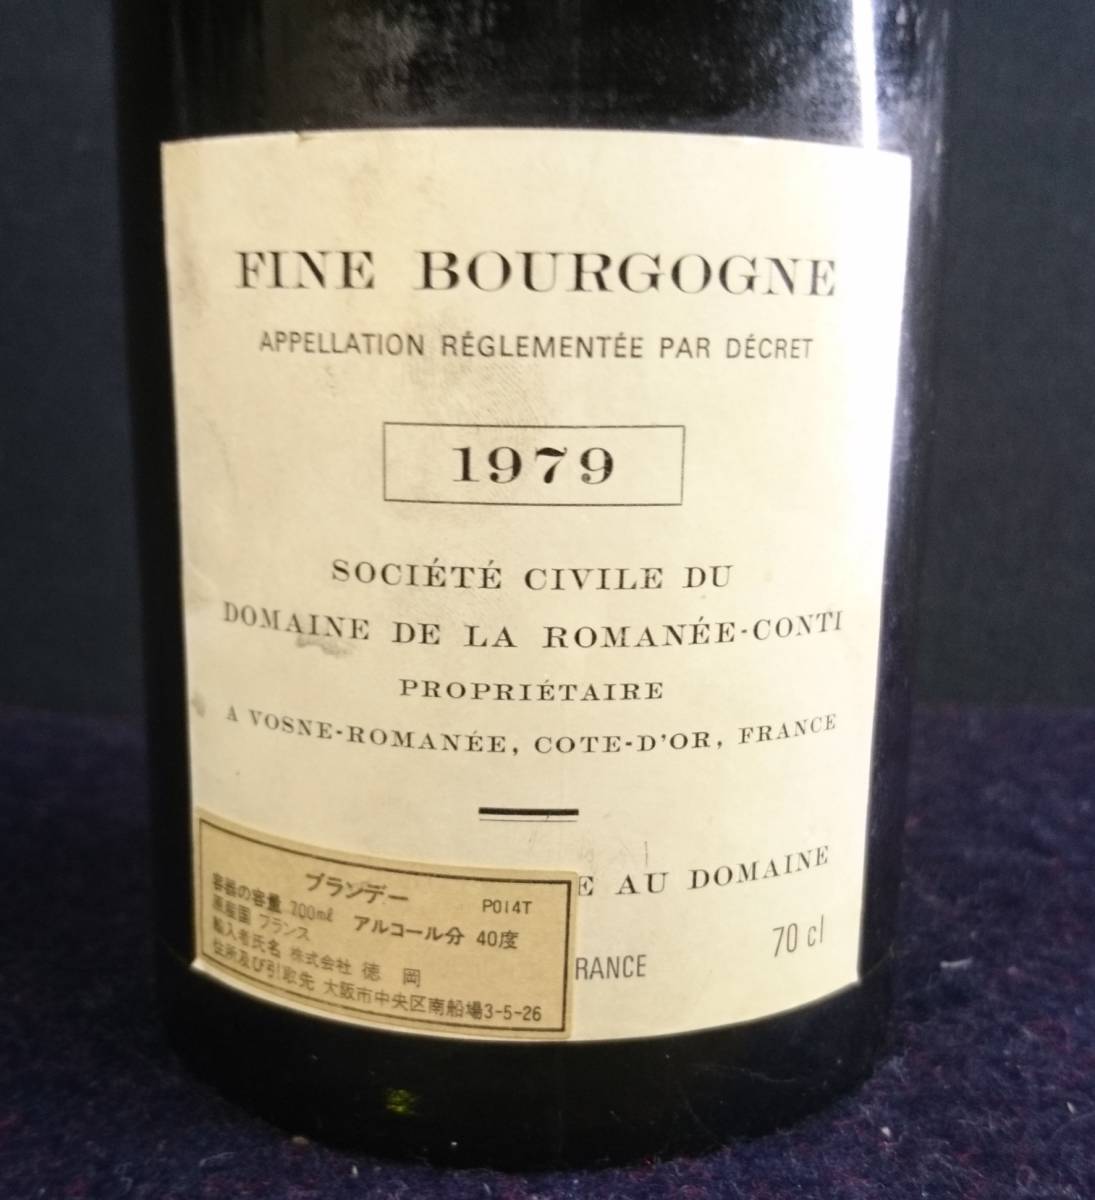 FINE BOURGOGNE
APPELLATION RÉGLEMENTÉE PAR DÉCRET
1979
SOCIÉTÉ CIVILE DU
DOMAINE DE LA ROMANÉE-CONTI
PROPRIÉTAIRE
A VOSNE-ROMANÉE, COTE-D'OR, FRANCE
E AU DOMAINE
RANCE
70 cl
ブランデー P014T
容器の容量 700ml アルコール分 40度
原産国 フランス
輸入者氏名 株式会社 徳岡
住所及び引取先 大阪市中央区南船場3-5-26